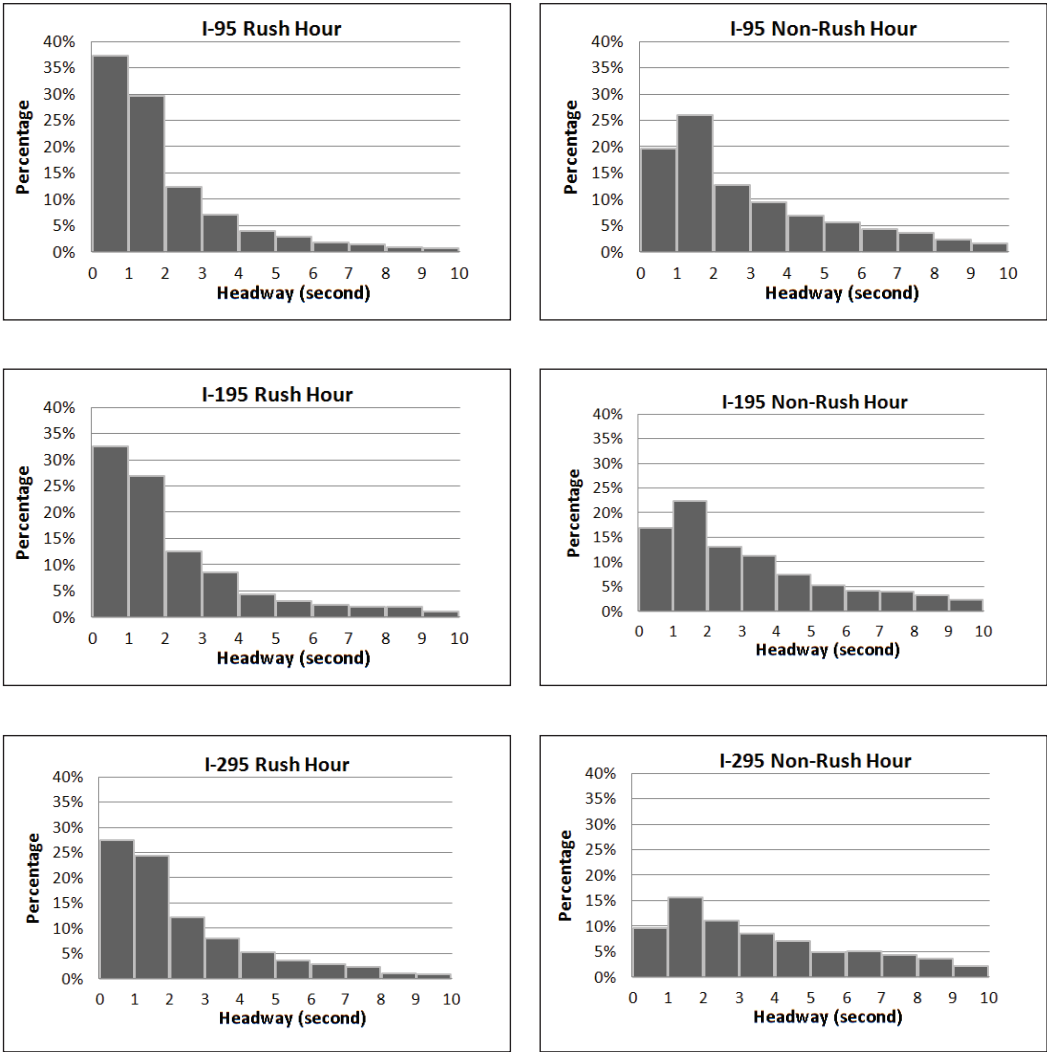 I-95 Rush Hour
40%
35%
30%
25%
20%
15%
10%
5%
0%
Percentage
0 1 2 3 4 5 6 7 8 9 10
Headway (second)
I-95 Non-Rush Hour
40%
35%
30%
25%
20%
15%
10%
5%
0%
Percentage
0 1 2 3 4 5 6 7 8 9 10
Headway (second)
I-195 Rush Hour
40%
35%
30%
25%
20%
15%
10%
5%
0%
Percentage
0 1 2 3 4 5 6 7 8 9 10
Headway (second)
I-195 Non-Rush Hour
40%
35%
30%
25%
20%
15%
10%
5%
0%
Percentage
0 1 2 3 4 5 6 7 8 9 10
Headway (second)
I-295 Rush Hour
40%
35%
30%
25%
20%
15%
10%
5%
0%
Percentage
0 1 2 3 4 5 6 7 8 9 10
Headway (second)
I-295 Non-Rush Hour
40%
35%
30%
25%
20%
15%
10%
5%
0%
Percentage
0 1 2 3 4 5 6 7 8 9 10
Headway (second)